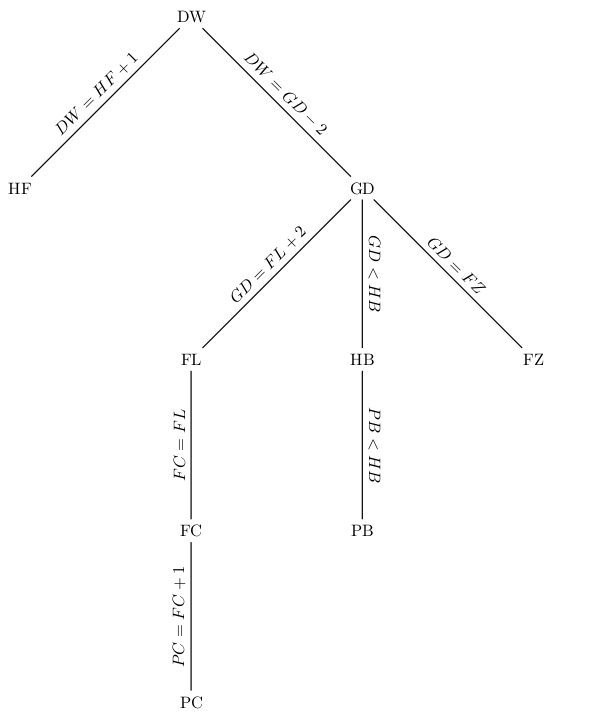 DW
DW = HF + 1
DW = GD − 2
HF
GD
GD = FL + 2
GD < HB
GD = FZ
FL
HB
FZ
FC = FL
PB < HB
FC
PB
PC = FC + 1
PC